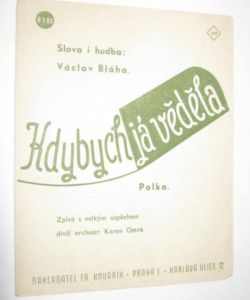 Slova i hudba:
Václav Bláha.
Kdybych já věděla.
Polka.
Zpívá s velkým úspěchem
dívčí orchestr Karen Ostré.
NAKLADATEL FR. KOVAŘÍK - PRAHA I - KARLOVA ULICE 12